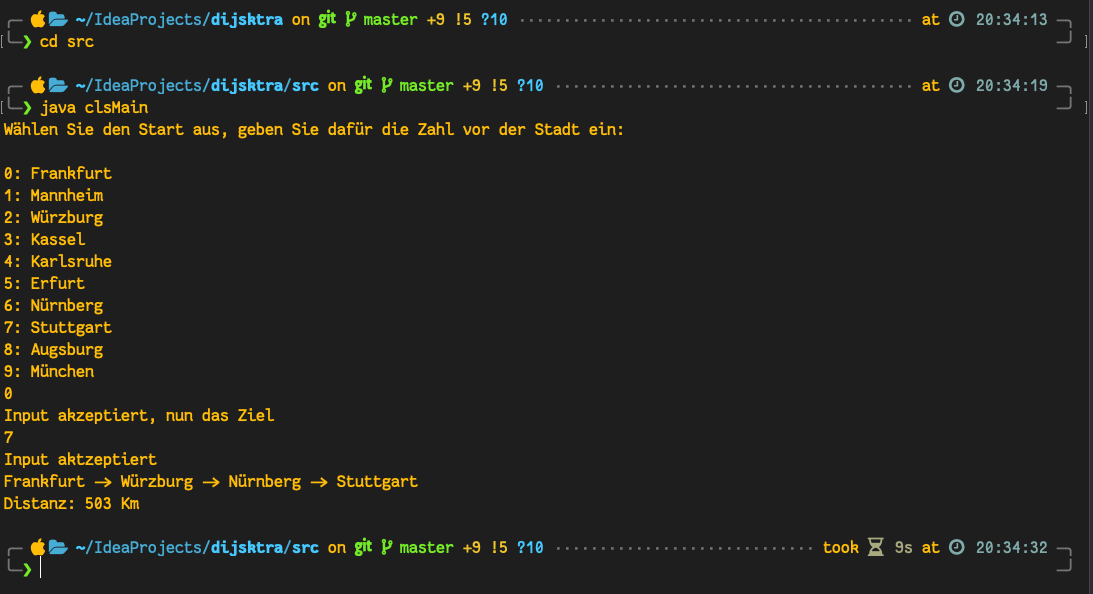 ~/IdeaProjects/dijsktra on git master +9 !5 ?10 at 20:34:13
❯ cd src
~/IdeaProjects/dijsktra/src on git master +9 !5 ?10 at 20:34:19
❯ java clsMain
Wählen Sie den Start aus, geben Sie dafür die Zahl vor der Stadt ein:
0: Frankfurt
1: Mannheim
2: Würzburg
3: Kassel
4: Karlsruhe
5: Erfurt
6: Nürnberg
7: Stuttgart
8: Augsburg
9: München
0
Input akzeptiert, nun das Ziel
7
Input aktzeptiert
Frankfurt → Würzburg → Nürnberg → Stuttgart
Distanz: 503 Km
~/IdeaProjects/dijsktra/src on git master +9 !5 ?10 took 9s at 20:34:32
❯